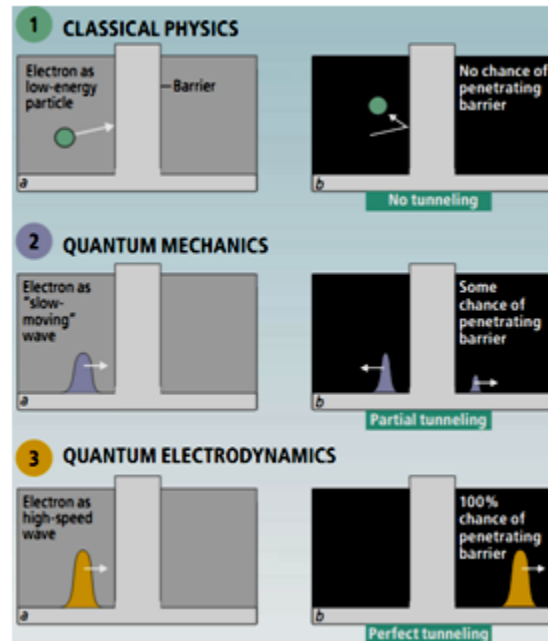 1 CLASSICAL PHYSICS
Electron as
low-energy
particle
Barrier
a
No chance of
penetrating
barrier
b
No tunneling
2 QUANTUM MECHANICS
Electron as
"slow-
moving"
wave
a
Some
chance of
penetrating
barrier
b
Partial tunneling
3 QUANTUM ELECTRODYNAMICS
Electron as
high-speed
wave
a
100%
chance of
penetrating
barrier
b
Perfect tunneling